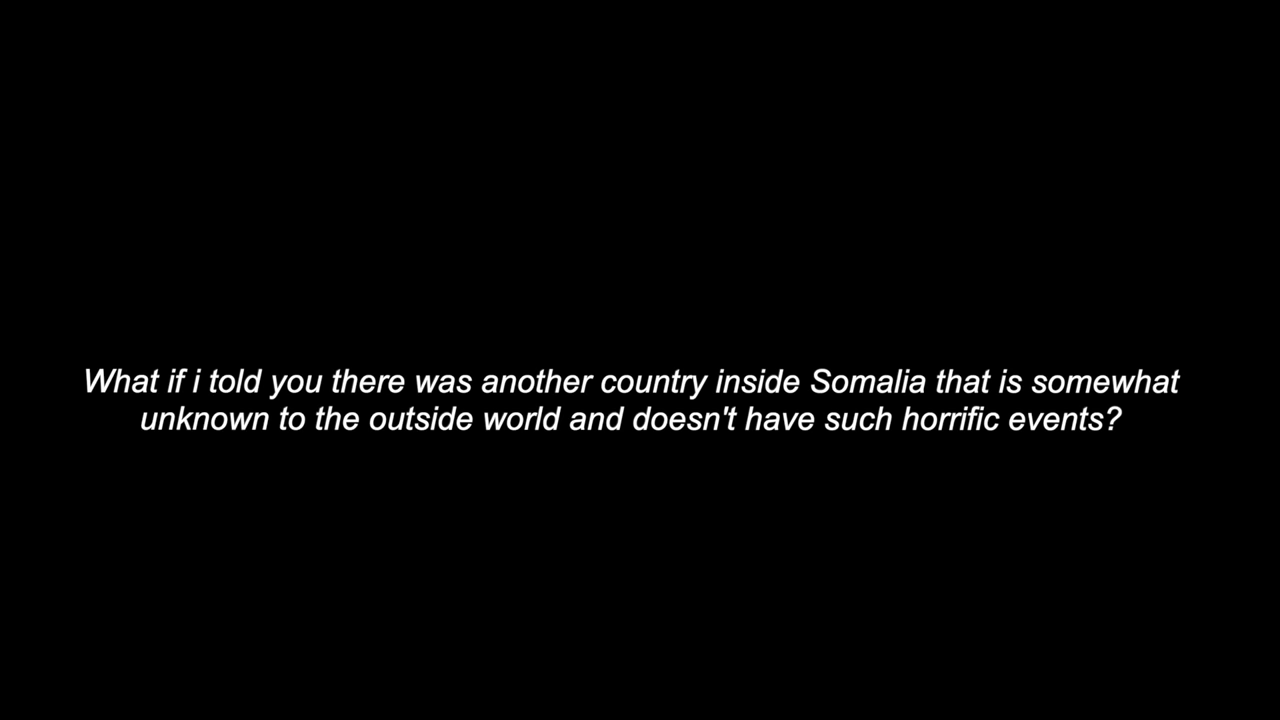 What if i told you there was another country inside Somalia that is somewhat
unknown to the outside world and doesn't have such horrific events?